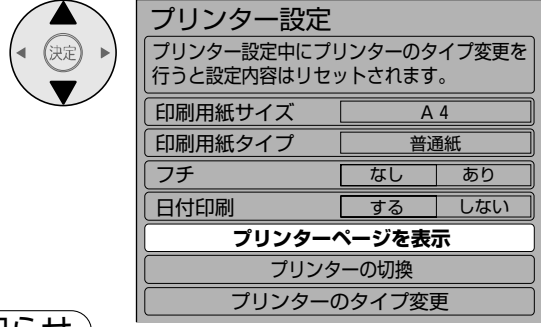 決定
プリンター設定
プリンター設定中にプリンターのタイプ変更を
行うと設定内容はリセットされます。
印刷用紙サイズ A 4
印刷用紙タイプ 普通紙
フチ なし あり
日付印刷 する しない
プリンターページを表示
プリンターの切換
プリンターのタイプ変更